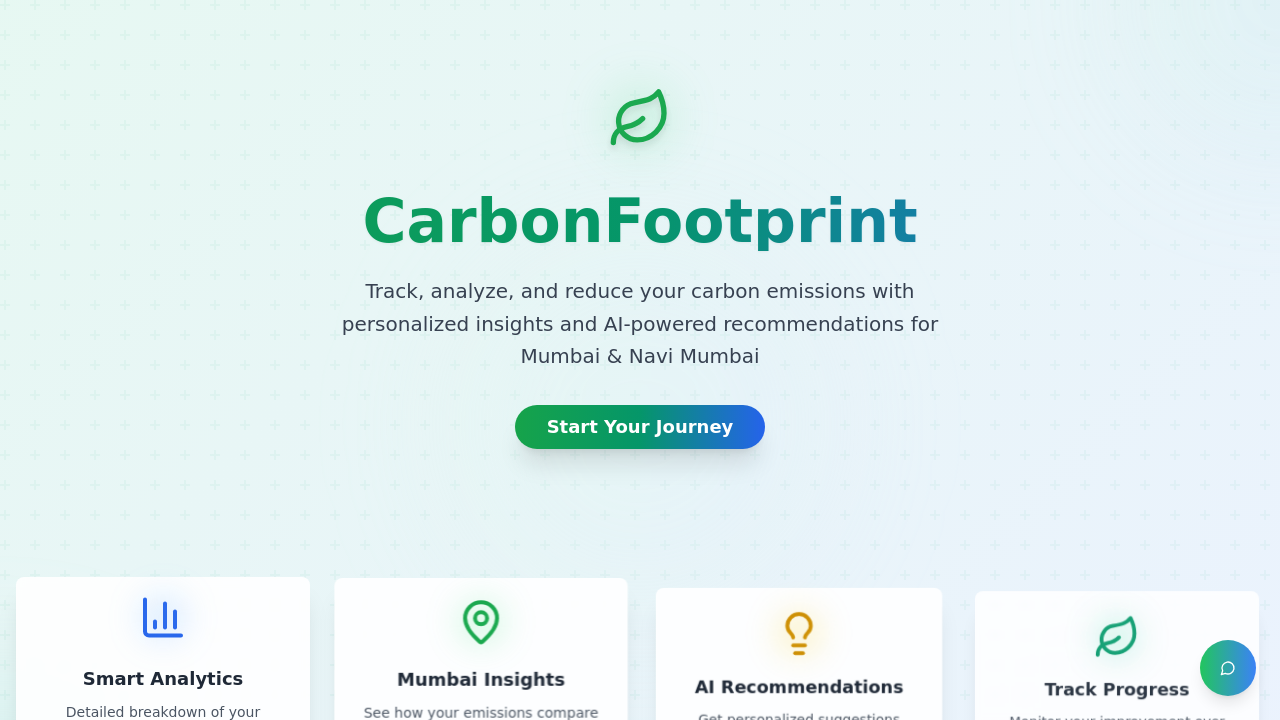 CarbonFootprint
Track, analyze, and reduce your carbon emissions with
personalized insights and AI-powered recommendations for
Mumbai & Navi Mumbai
Start Your Journey
Smart Analytics
Detailed breakdown of your
Mumbai Insights
See how your emissions compare
AI Recommendations
Get personalized suggestions
Track Progress
Monitor your improvement over